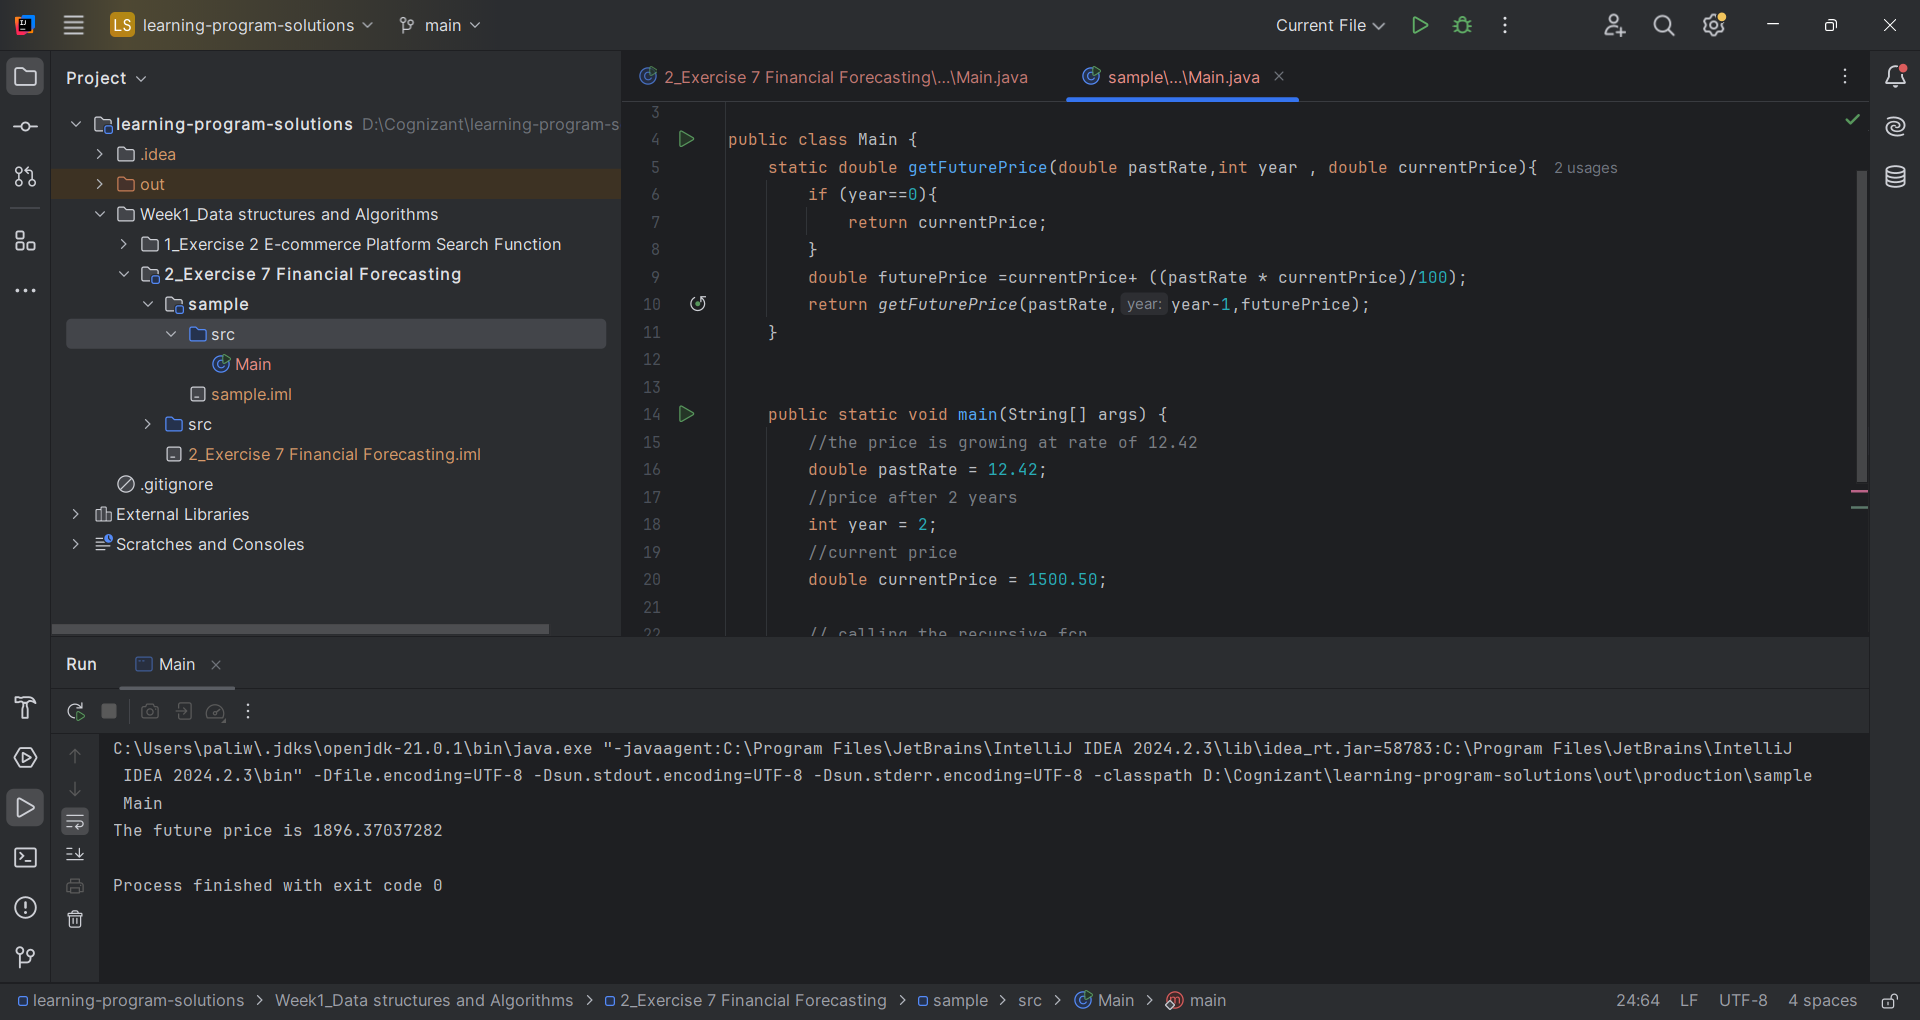 LS learning-program-solutions main Current File
Project
learning-program-solutions D:\Cognizant\learning-program-s
.idea
out
Week1_Data structures and Algorithms
1_Exercise 2 E-commerce Platform Search Function
2_Exercise 7 Financial Forecasting
sample
src
Main
sample.iml
src
2_Exercise 7 Financial Forecasting.iml
.gitignore
External Libraries
Scratches and Consoles
2_Exercise 7 Financial Forecasting\...\Main.java sample\...\Main.java
3
4 public class Main {
5 static double getFuturePrice(double pastRate,int year , double currentPrice){ 2 usages
6 if (year==0){
7 return currentPrice;
8 }
9 double futurePrice =currentPrice+ ((pastRate * currentPrice)/100);
10 return getFuturePrice(pastRate, year: year-1,futurePrice);
11 }
12
13
14 public static void main(String[] args) {
15 //the price is growing at rate of 12.42
16 double pastRate = 12.42;
17 //price after 2 years
18 int year = 2;
19 //current price
20 double currentPrice = 1500.50;
21
22 // calling the recursive fcn
Run Main
C:\Users\paliw\.jdks\openjdk-21.0.1\bin\java.exe "-javaagent:C:\Program Files\JetBrains\IntelliJ IDEA 2024.2.3\lib\idea_rt.jar=58783:C:\Program Files\JetBrains\IntelliJ
IDEA 2024.2.3\bin" -Dfile.encoding=UTF-8 -Dsun.stdout.encoding=UTF-8 -Dsun.stderr.encoding=UTF-8 -classpath D:\Cognizant\learning-program-solutions\out\production\sample
Main
The future price is 1896.37037282
Process finished with exit code 0
learning-program-solutions > Week1_Data structures and Algorithms > 2_Exercise 7 Financial Forecasting > sample > src > Main > main 24:64 LF UTF-8 4 spaces